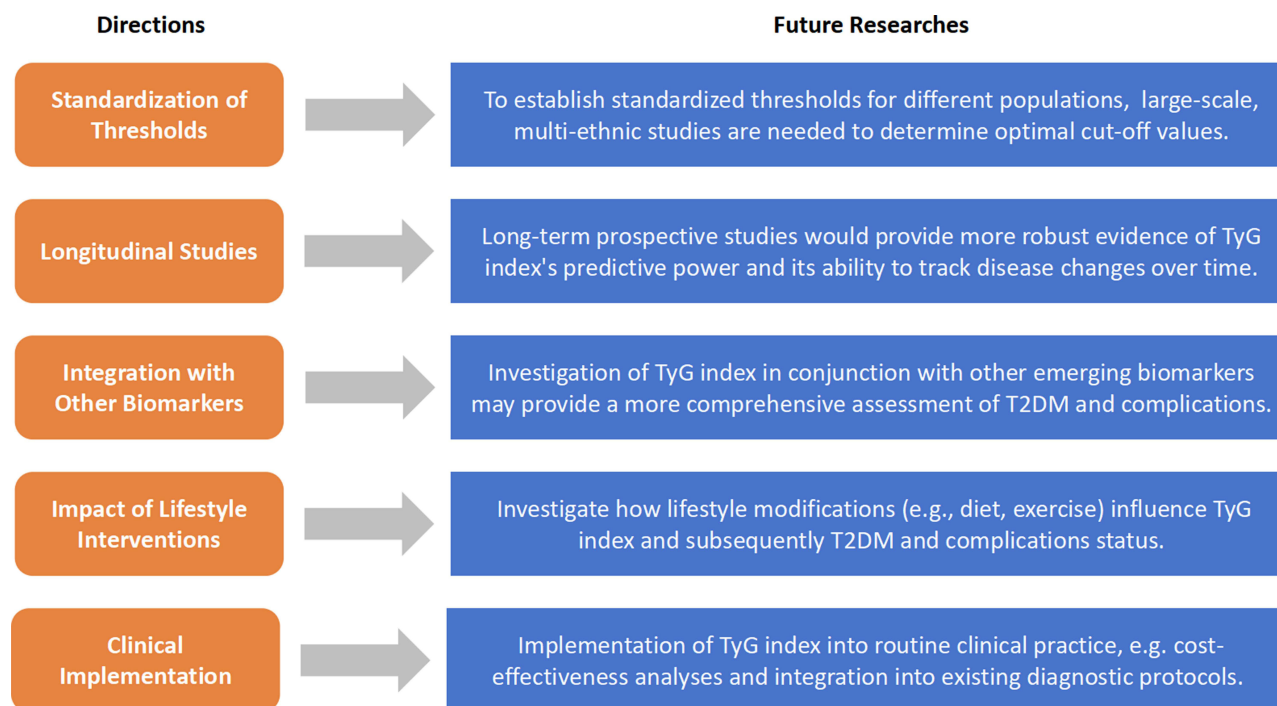 Directions
Future Researches
Standardization of
Thresholds
To establish standardized thresholds for different populations, large-scale,
multi-ethnic studies are needed to determine optimal cut-off values.
Longitudinal Studies
Long-term prospective studies would provide more robust evidence of TyG
index's predictive power and its ability to track disease changes over time.
Integration with
Other Biomarkers
Investigation of TyG index in conjunction with other emerging biomarkers
may provide a more comprehensive assessment of T2DM and complications.
Impact of Lifestyle
Interventions
Investigate how lifestyle modifications (e.g., diet, exercise) influence TyG
index and subsequently T2DM and complications status.
Clinical
Implementation
Implementation of TyG index into routine clinical practice, e.g. cost-
effectiveness analyses and integration into existing diagnostic protocols.